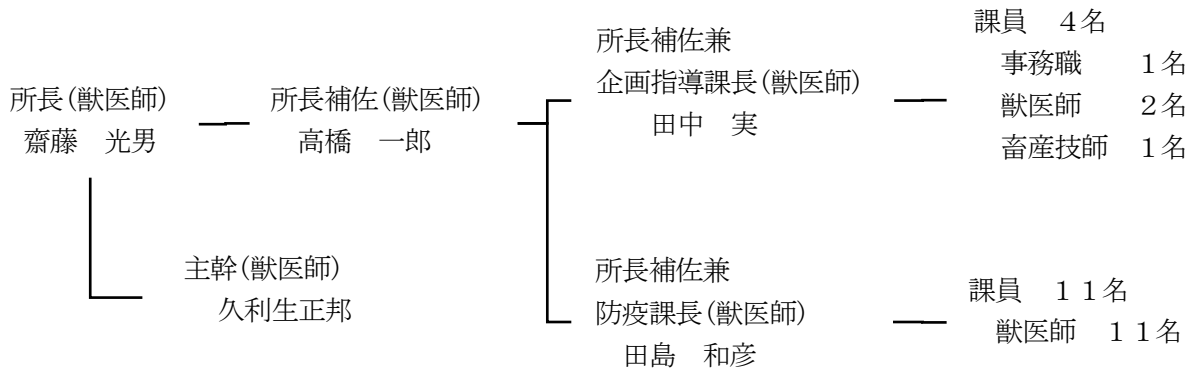 所長(獣医師)
齋藤　光男
所長補佐(獣医師)
高橋　一郎
主幹(獣医師)
久利生正邦
所長補佐兼
企画指導課長(獣医師)
田中　実
課員　４名
事務職　１名
獣医師　２名
畜産技師　１名
所長補佐兼
防疫課長(獣医師)
田島　和彦
課員　１１名
獣医師　１１名